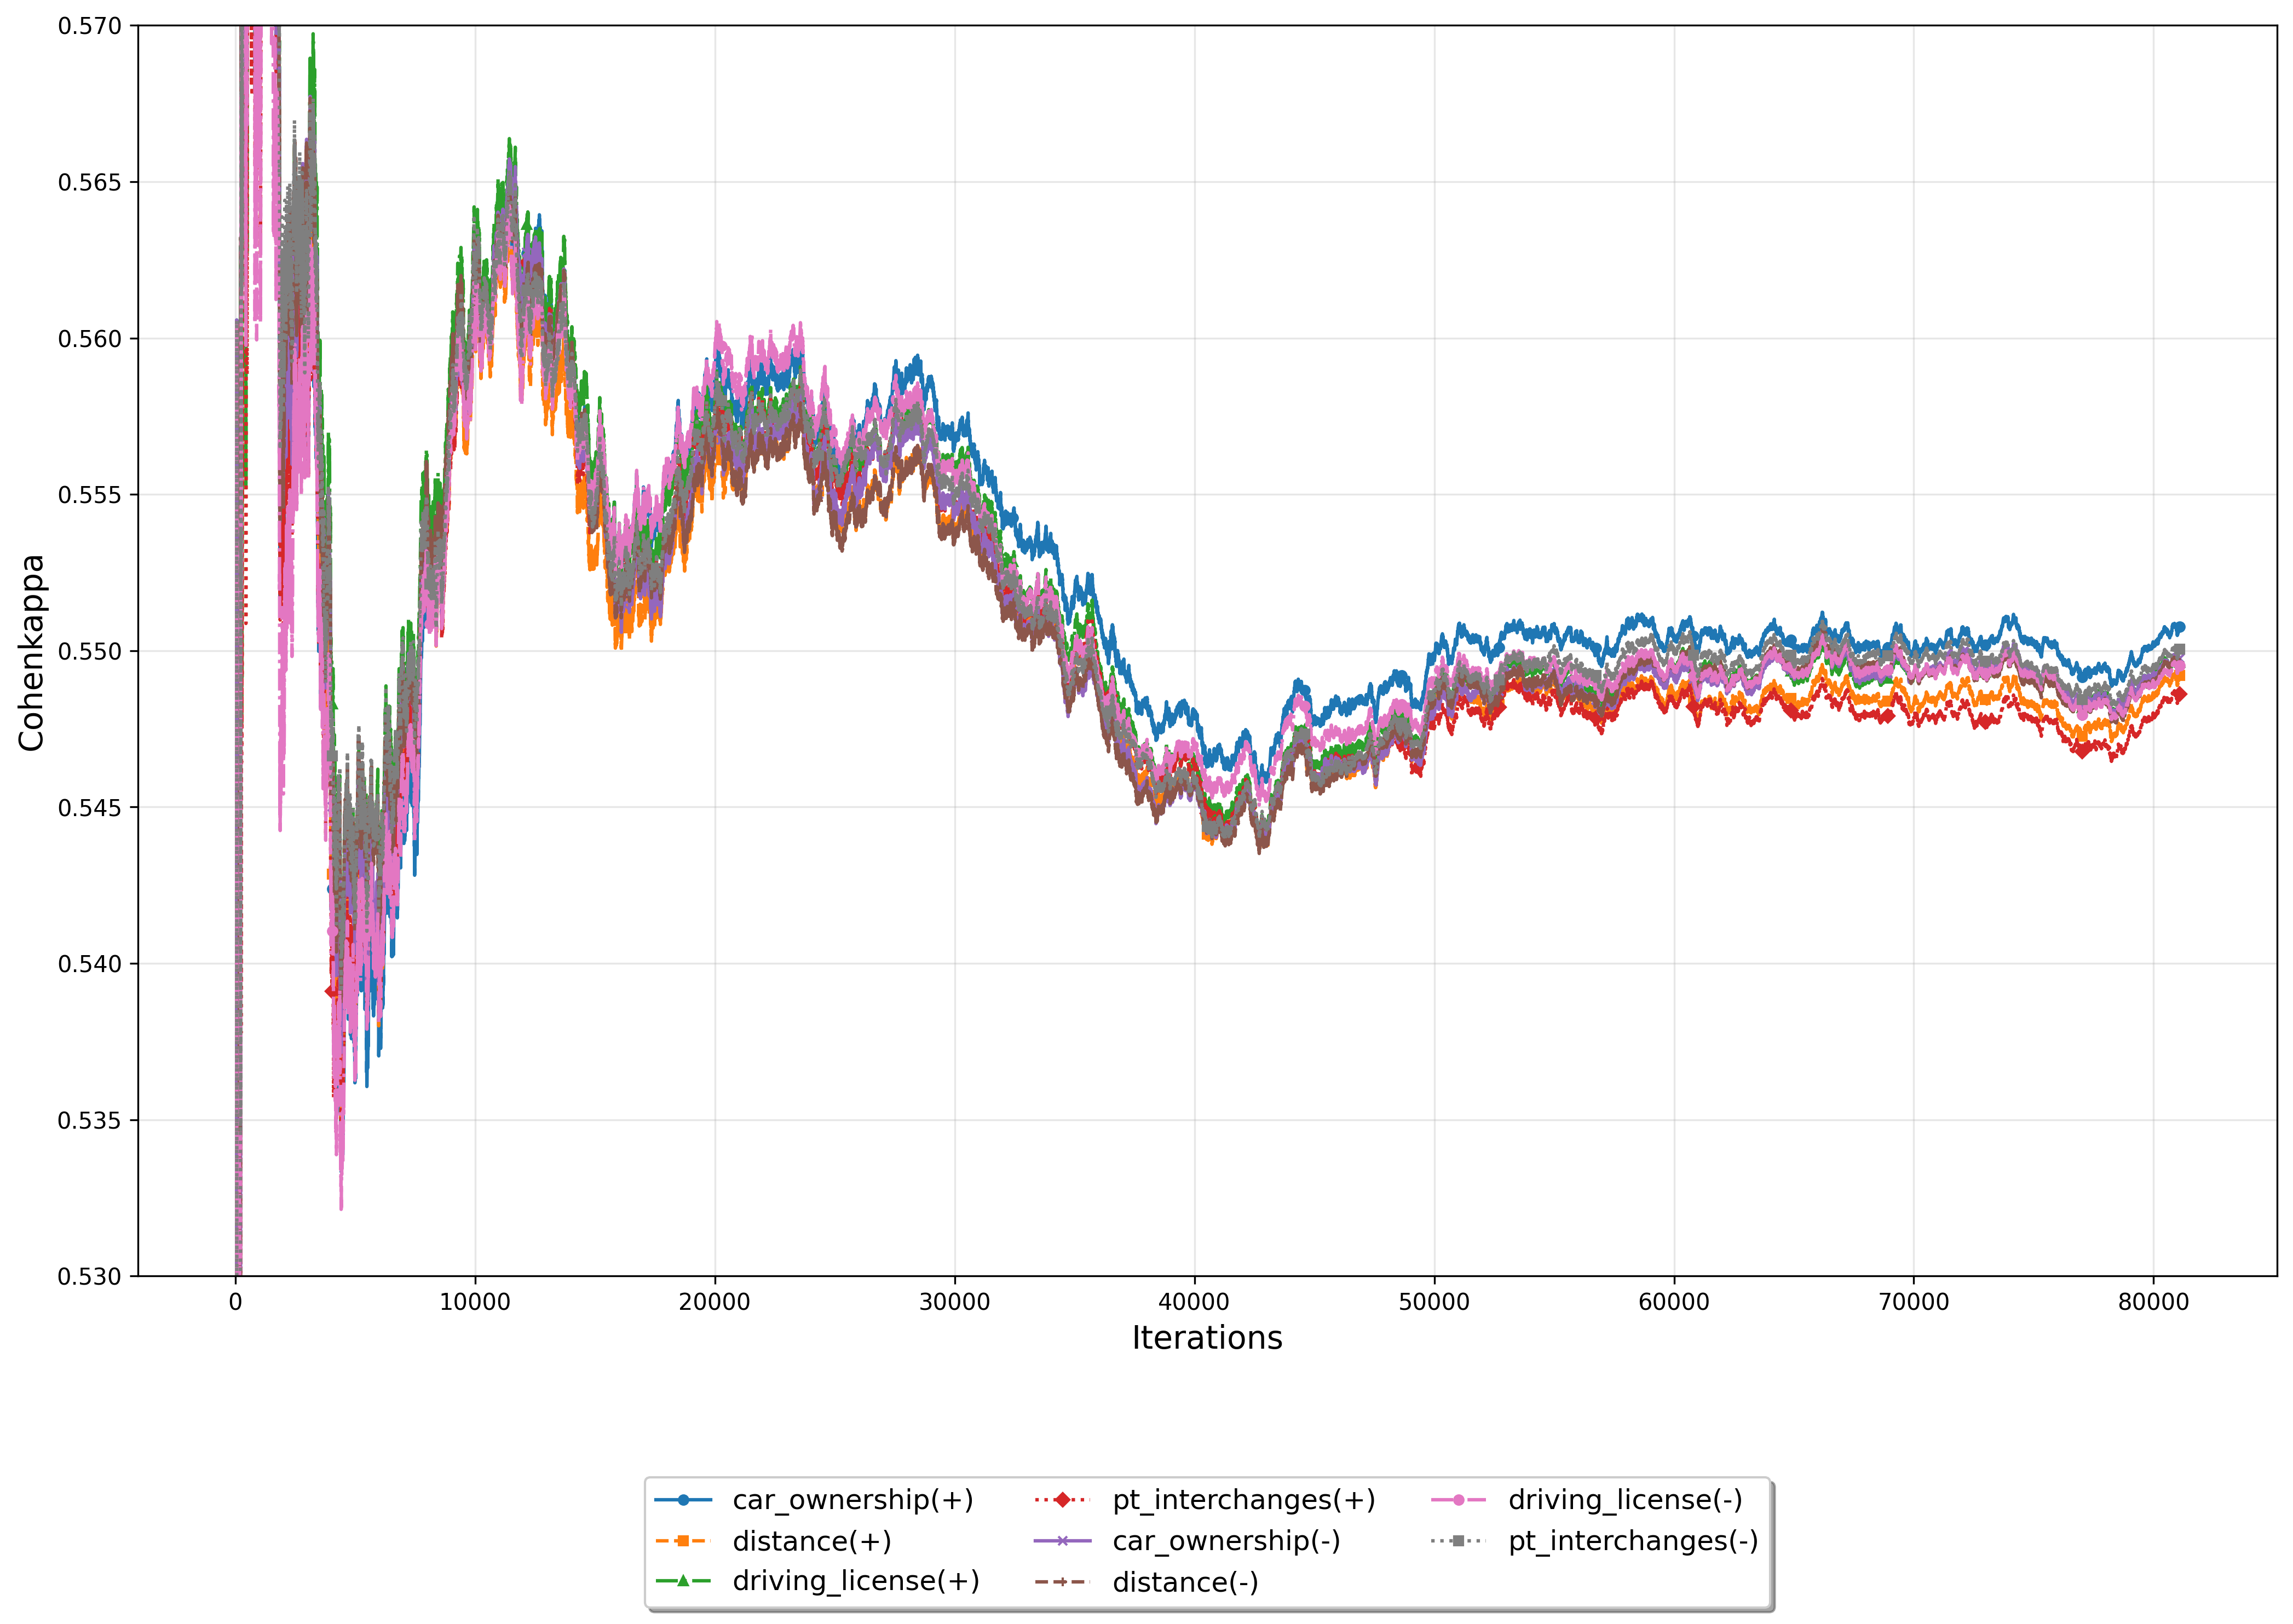 0.570
0.565
0.560
0.555
0.550
0.545
0.540
0.535
0.530
Cohenkappa
0 10000 20000 30000 40000 50000 60000 70000 80000
Iterations
car_ownership(+)
distance(+)
driving_license(+)
pt_interchanges(+)
car_ownership(-)
distance(-)
driving_license(-)
pt_interchanges(-)